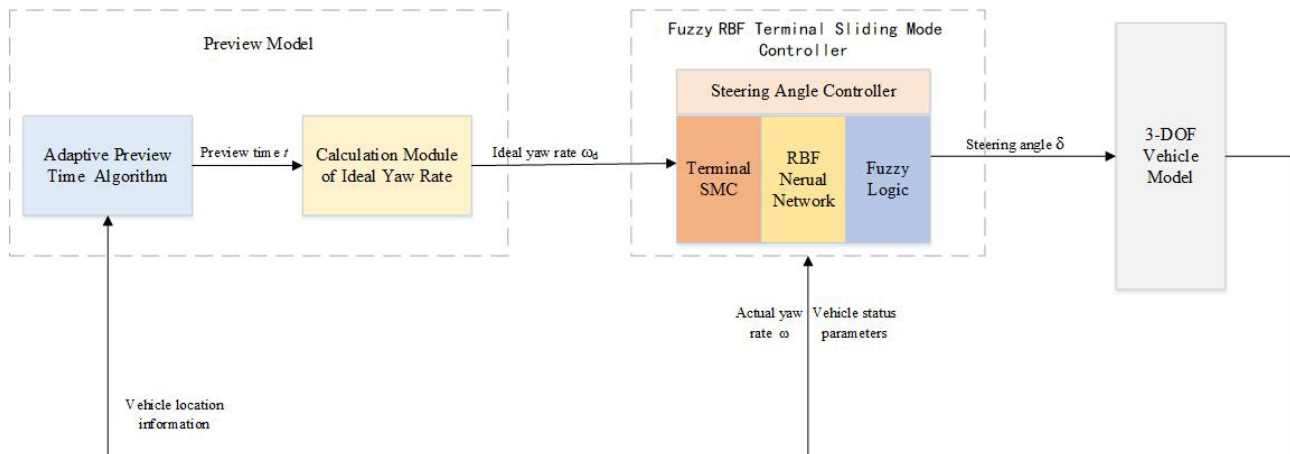 Preview Model
Adaptive Preview
Time Algorithm
Preview time t
Calculation Module
of Ideal Yaw Rate
Ideal yaw rate ωd
Fuzzy RBF Terminal Sliding Mode
Controller
Steering Angle Controller
Terminal
SMC
RBF
Nerual
Network
Fuzzy
Logic
Steering angle δ
3-DOF
Vehicle
Model
Vehicle location
information
Actual yaw
rate ω
Vehicle status
parameters